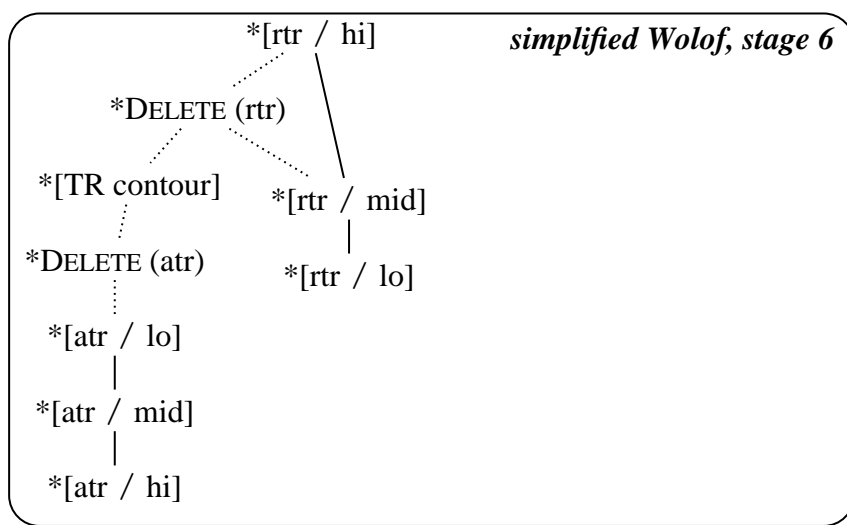 *[rtr / hi]
simplified Wolof, stage 6
*DELETE (rtr)
*[TR contour]
*[rtr / mid]
*DELETE (atr)
*[rtr / lo]
*[atr / lo]
*[atr / mid]
*[atr / hi]